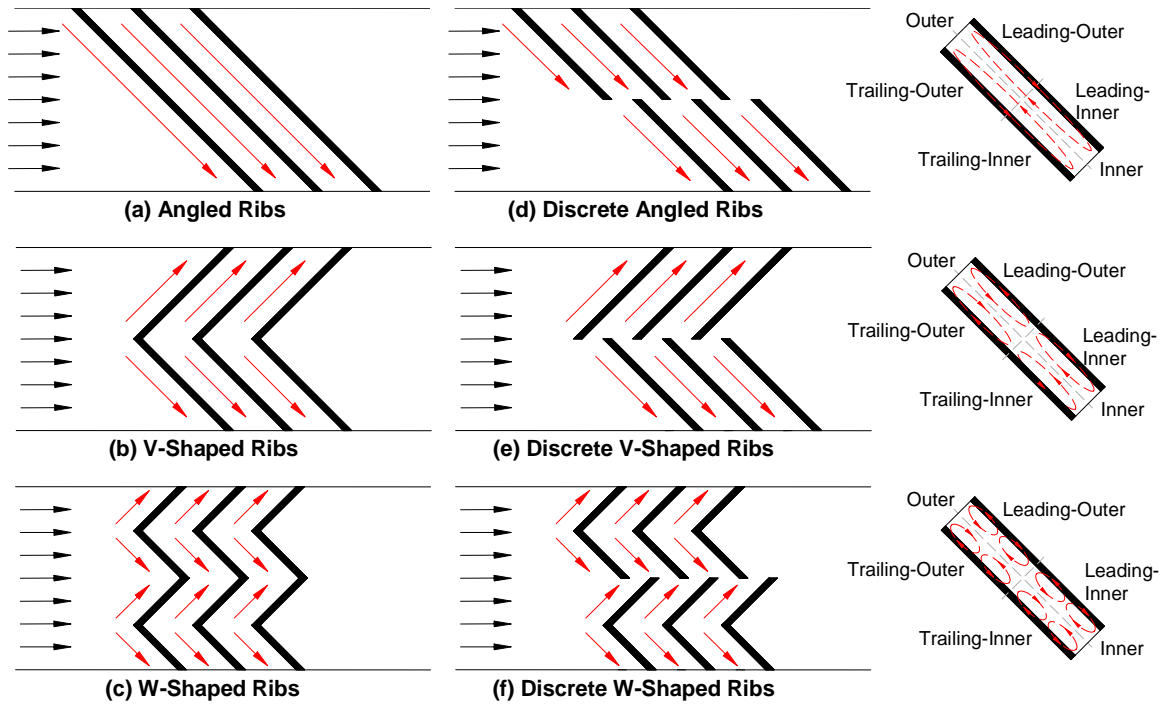 Outer
Leading-Outer
Trailing-Outer
Leading-
Inner
Trailing-Inner
Inner
(a) Angled Ribs
(d) Discrete Angled Ribs
Outer
Leading-Outer
Trailing-Outer
Leading-
Inner
Trailing-Inner
Inner
(b) V-Shaped Ribs
(e) Discrete V-Shaped Ribs
Outer
Leading-Outer
Trailing-Outer
Leading-
Inner
Trailing-Inner
Inner
(c) W-Shaped Ribs
(f) Discrete W-Shaped Ribs